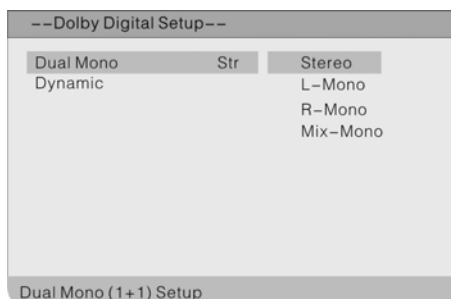 --Dolby Digital Setup--
Dual Mono Str Stereo
Dynamic L-Mono
R-Mono
Mix-Mono
Dual Mono (1+1) Setup